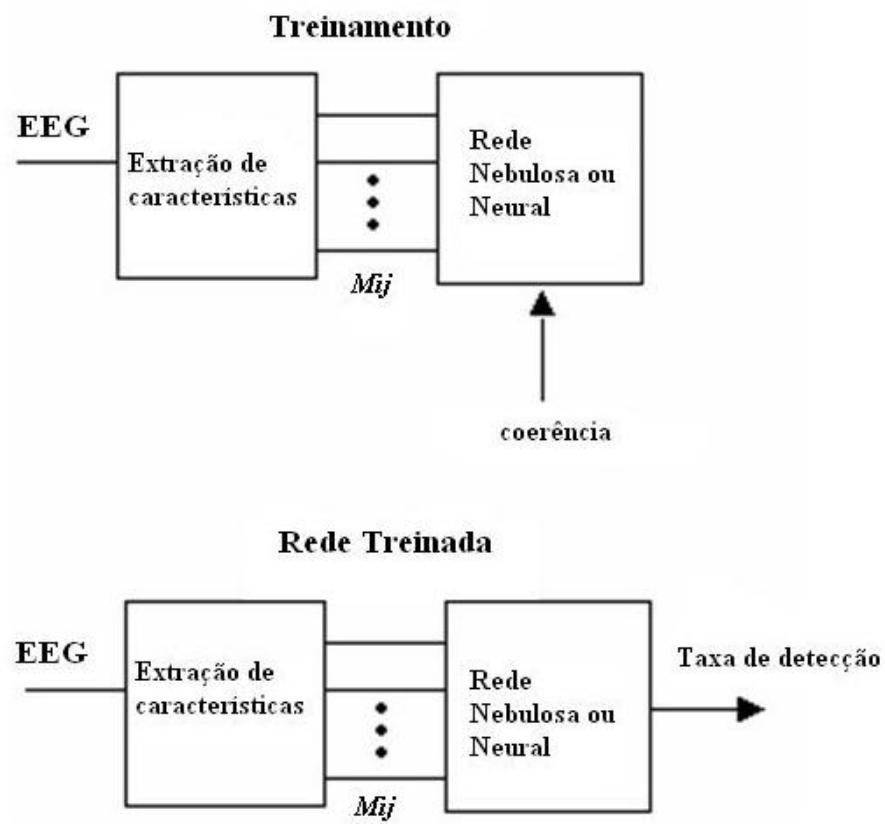 Treinamento
EEG
Extração de
características
Mij
Rede
Nebulosa ou
Neural
coerência
Rede Treinada
EEG
Extração de
características
Mij
Rede
Nebulosa ou
Neural
Taxa de detecção